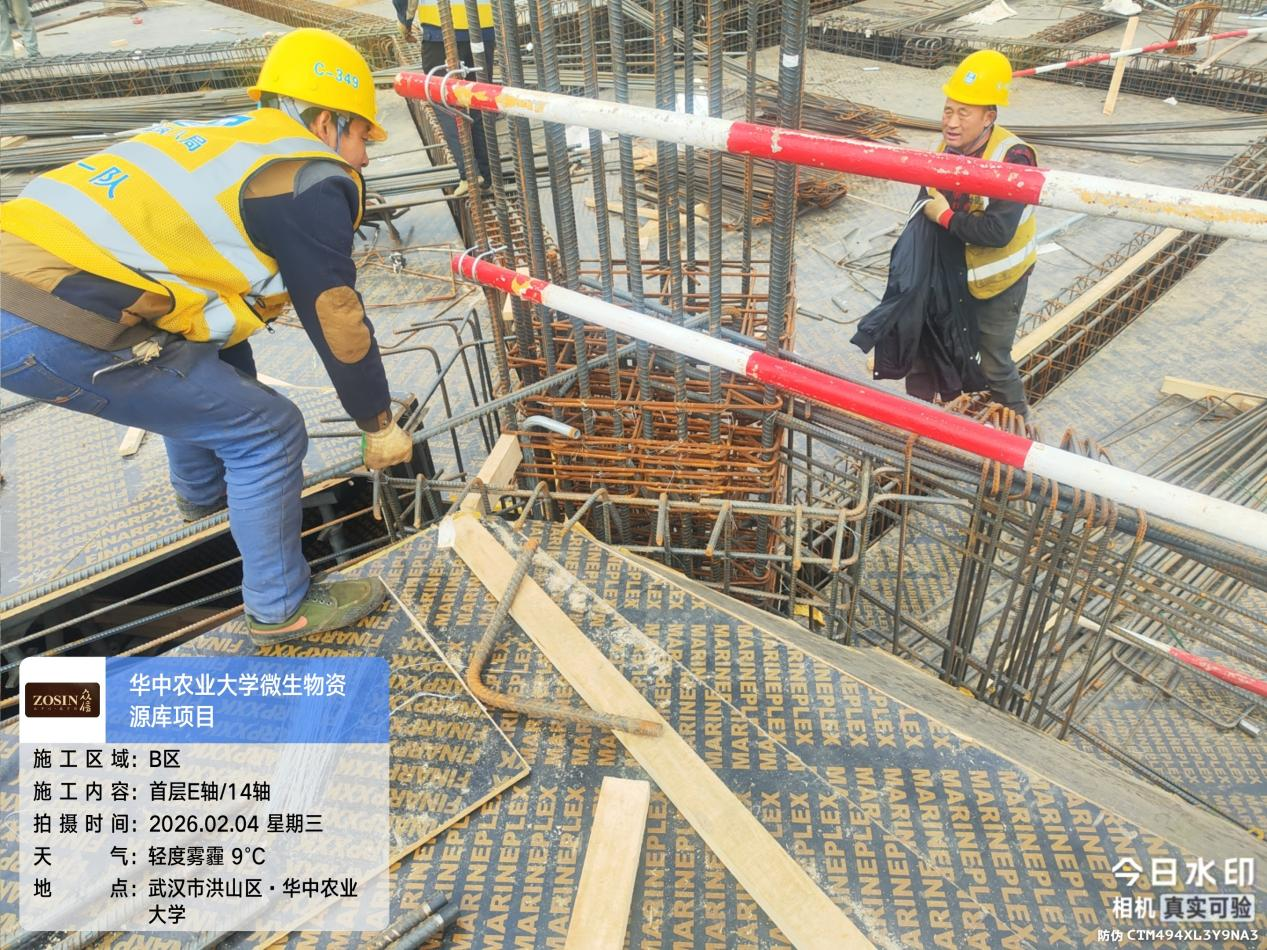 C-349
一队
ZOSIN 众信
华中农业大学微生物资
源库项目
施工区域：B区
施工内容：首层E轴/14轴
拍摄时间：2026.02.04 星期三
天气：轻度雾霾 9℃
地点：武汉市洪山区·华中农业
大学
MARINEPLEX
FINARPXXK
今日水印
相机 真实可验
防伪 CTM494XL3Y9NA3